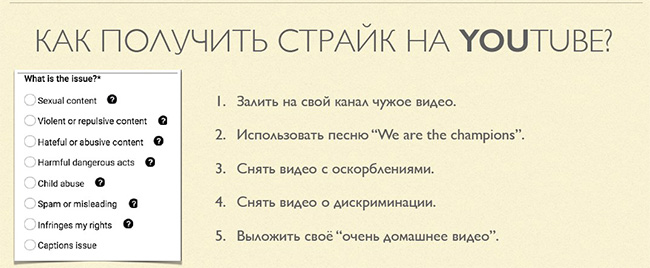 КАК ПОЛУЧИТЬ СТРАЙК НА YOUTUBE?
What is the issue?*
Sexual content ?
Violent or repulsive content ?
Hateful or abusive content ?
Harmful dangerous acts ?
Child abuse ?
Spam or misleading ?
Infringes my rights ?
Captions issue
1. Залить на свой канал чужое видео.
2. Использовать песню “We are the champions”.
3. Снять видео с оскорблениями.
4. Снять видео о дискриминации.
5. Выложить своё “очень домашнее видео”.